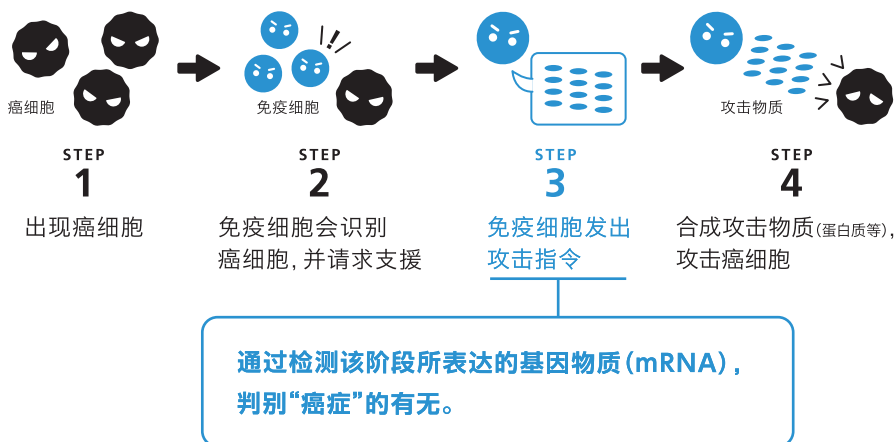 癌细胞
免疫细胞
攻击物质
STEP
1
出现癌细胞
STEP
2
免疫细胞会识别
癌细胞,并请求支援
STEP
3
免疫细胞发出
攻击指令
STEP
4
合成攻击物质(蛋白质等),
攻击癌细胞
通过检测该阶段所表达的基因物质(mRNA),
判别“癌症”的有无。